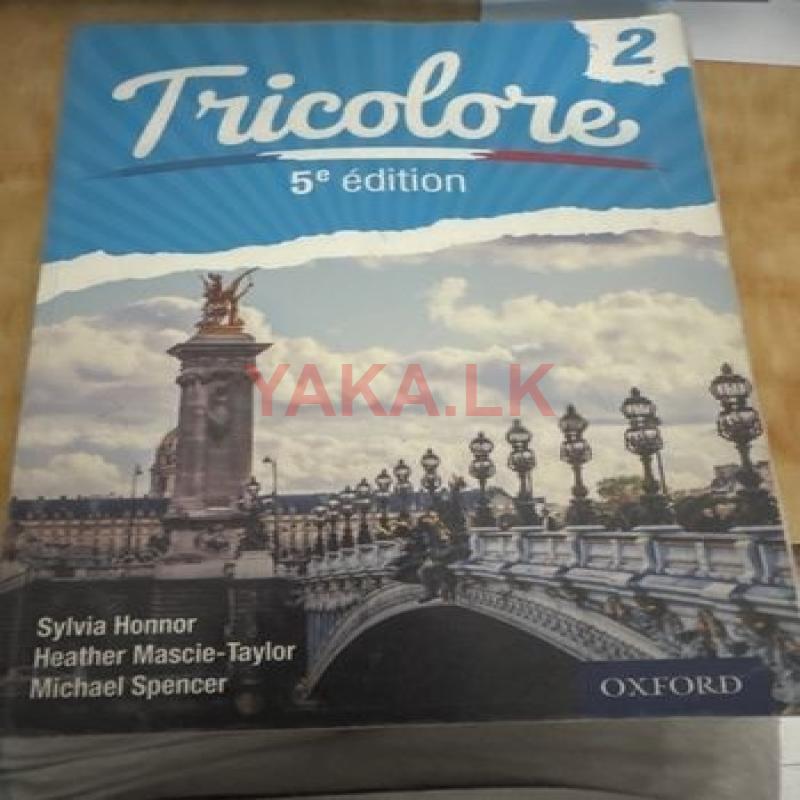 2
Tricolore
5e édition
YAKA.LK
Sylvia Honnor
Heather Mascie-Taylor
Michael Spencer
OXFORD